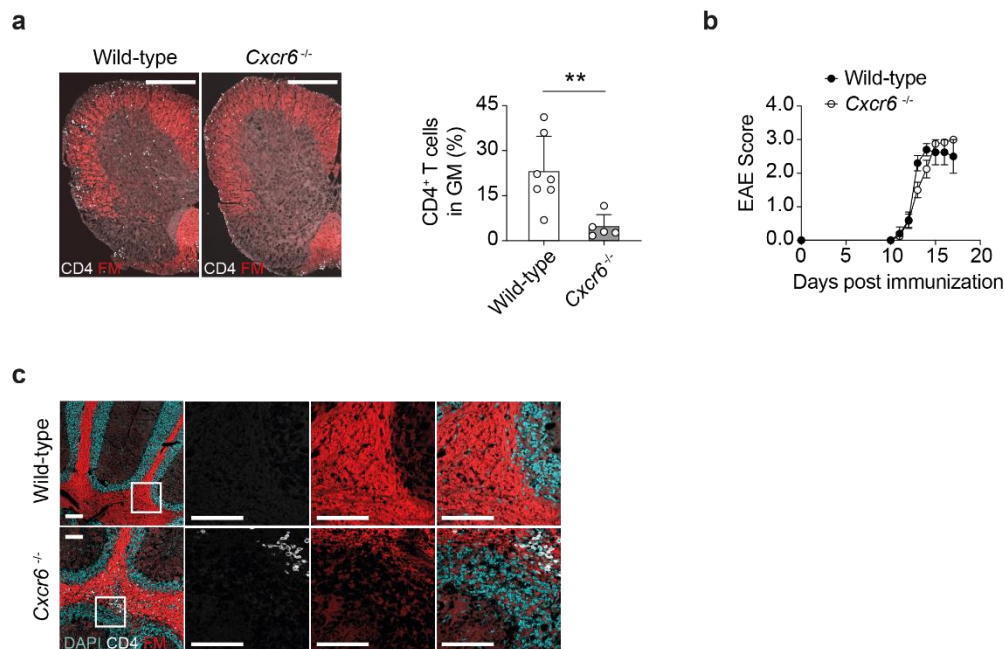 a
Wild-type
Cxcr6 -/-
CD4 FM
CD4 FM
**
CD4+ T cells
in GM (%)
45
30
15
0
Wild-type
Cxcr6-/-
b
Wild-type
Cxcr6 -/-
EAE Score
4.0
3.0
2.0
1.0
0.0
0
5
10
15
20
Days post immunization
c
Wild-type
Cxcr6 -/-
DAPI CD4 FM